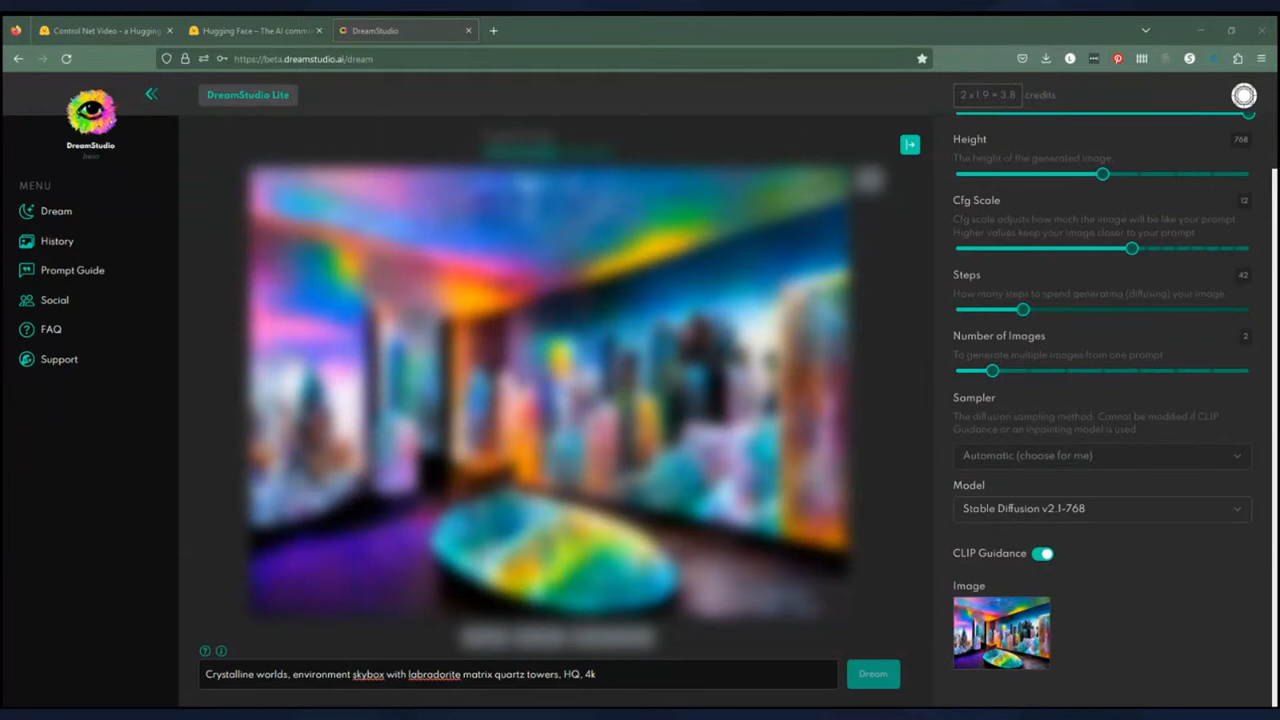 Control Net Video - a Hugging
Hugging Face – The AI commu
DreamStudio
https://beta.dreamstudio.ai/dream
DreamStudio Lite
2 x 1.9 = 3.8 credits
DreamStudio
beta
MENU
Dream
History
Prompt Guide
Social
FAQ
Support
Height 768
The height of the generated image.
Cfg Scale 12
Cfg scale adjusts how much the image will be like your prompt.
Higher values keep your image closer to your prompt
Steps 42
How many steps to spend generating (diffusing) your image.
Number of Images 2
To generate multiple images from one prompt
Sampler
The diffusion sampling method. Cannot be modified if CLIP
Guidance or an inpainting model is used.
Automatic (choose for me)
Model
Stable Diffusion v2.1-768
CLIP Guidance
Image
Crystalline worlds, environment skybox with labradorite matrix quartz towers, HQ, 4k
Dream